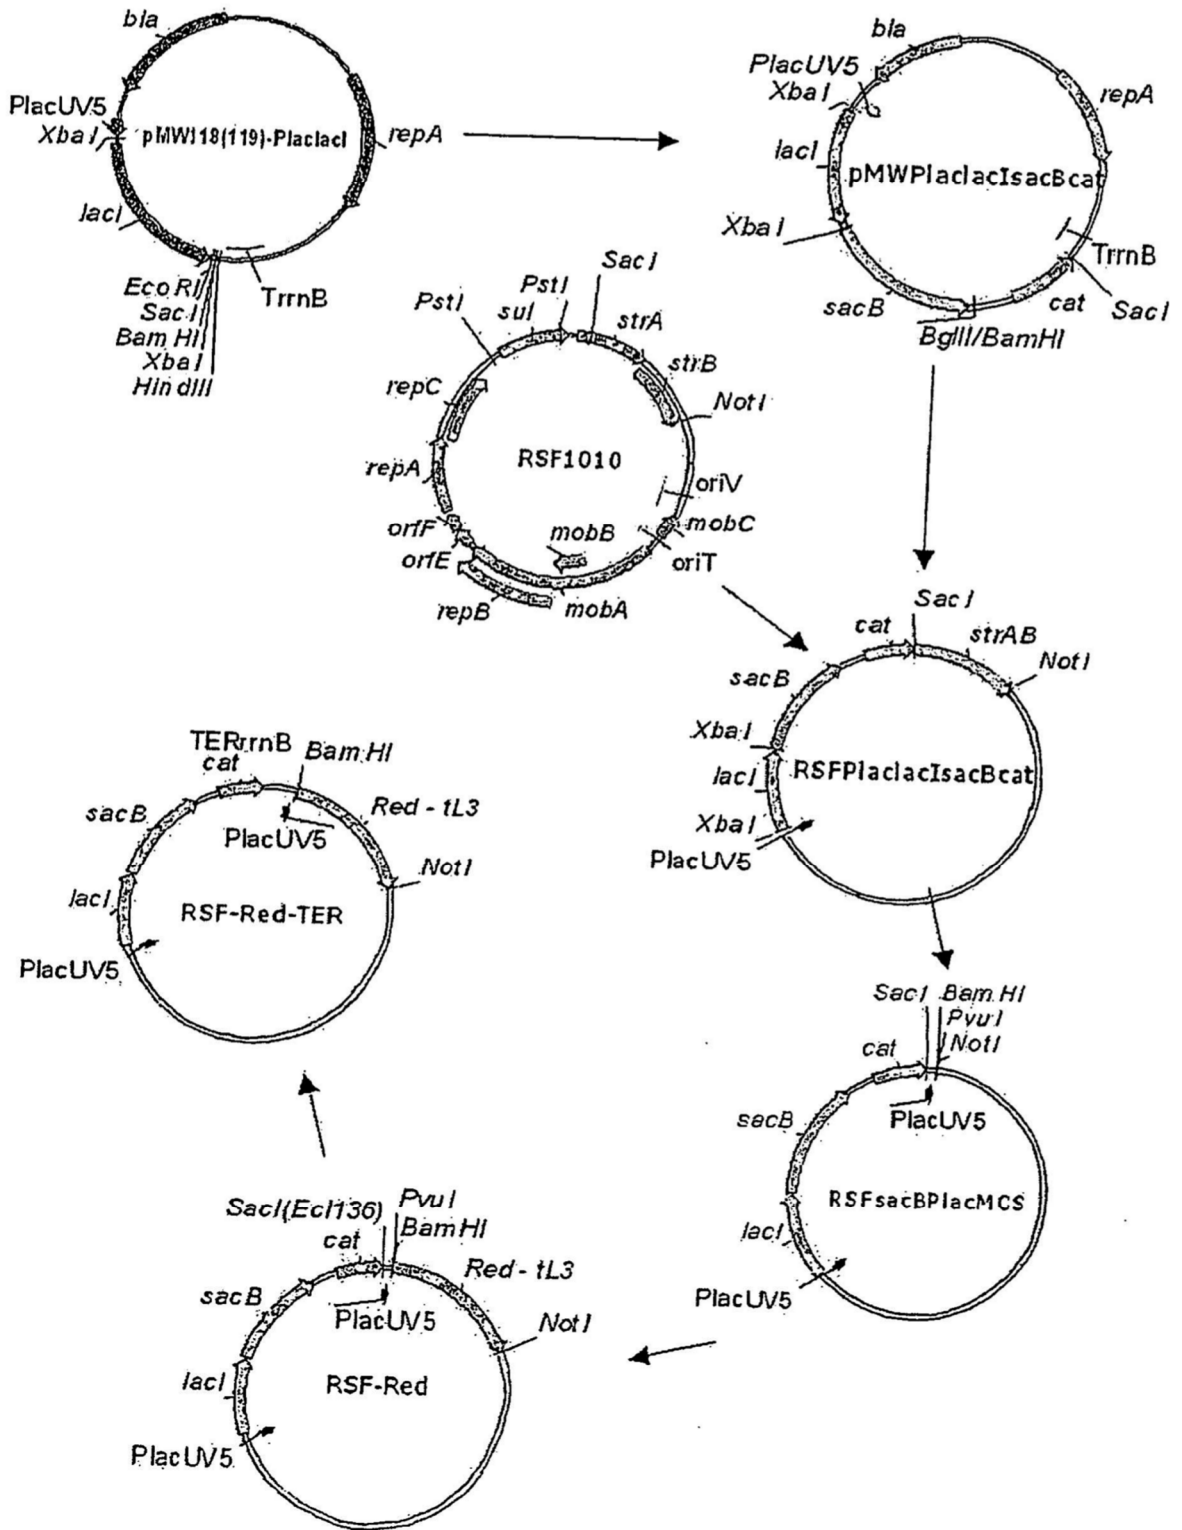 bla
PlacUV5
XbaI
pMW118(119)-PlaclacI
repA
lacI
EcoRI
SacI
BamHI
XbaI
HindIII
TrrnB
bla
PlacUV5
XbaI
repA
lacI
pMWPlaclacIsacBcat
XbaI
TrrnB
sacB
cat
SacI
BglII/BamHI
PstI
PstI
SacI
sul
strA
strB
repC
NotI
RSF1010
repA
oriV
mobC
orfF
mobB
orfE
oriT
repB
mobA
SacI
cat
strAB
NotI
sacB
XbaI
RSFPlaclacIsacBcat
lacI
XbaI
PlacUV5
TERrrnB
BamHI
cat
Red-tL3
sacB
PlacUV5
NotI
lacI
RSF-Red-TER
PlacUV5
SacI BamHI
PvuI
NotI
cat
PlacUV5
sacB
RSFsacBPlacMCS
lacI
PlacUV5
SacI(Ecl136)
PvuI
BamHI
cat
Red-tL3
sacB
PlacUV5
NotI
lacI
RSF-Red
PlacUV5